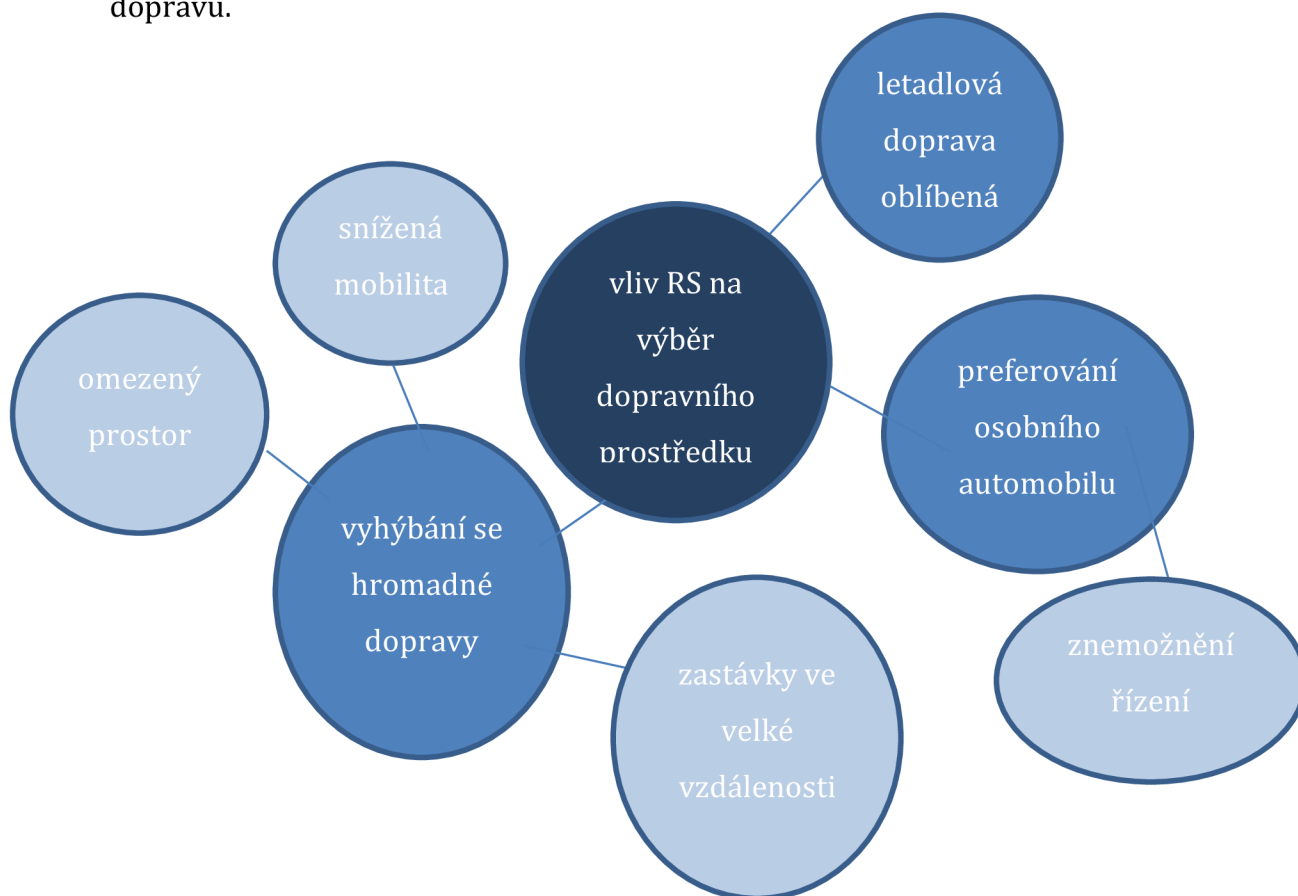 dopravu.
letadlová
doprava
oblíbená
snížená
mobilita
vliv RS na
výběr
dopravního
prostředku
omezený
prostor
preferování
osobního
automobilu
vyhýbání se
hromadné
dopravy
znemožnění
řízení
zastávky ve
velké
vzdálenosti